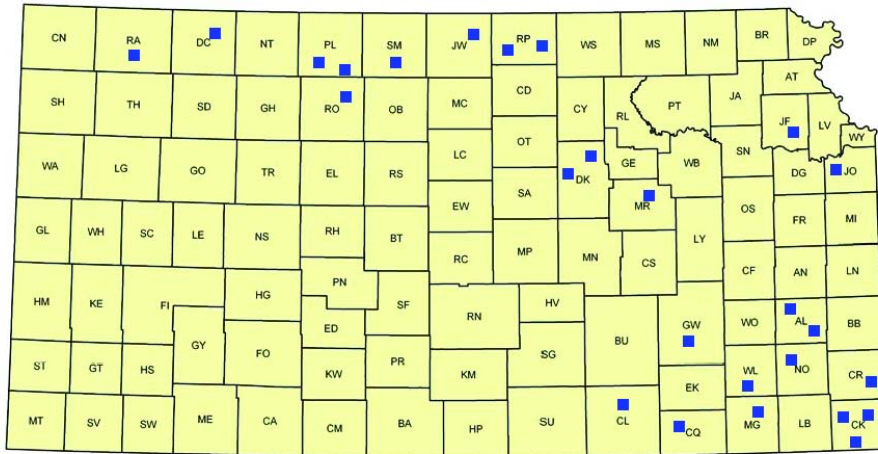 CN RA DC NT PL SM JW RP WS MS NM BR DP
SH TH SD GH RO OB MC CD CY RL PT JA AT
JF LV WY
WA LG GO TR EL RS LC OT DK GE WB SN DG JO
GL WH SC LE NS RH BT EW SA MR LY OS FR MI
RC MP MN CS
HM KE FI HG PN SF RN HV GW CF AN LN
GY FO ED BU WO AL BB
ST GT HS KW PR KM SG EK WL NO CR
MT SV SW ME CA CM BA HP SU CL CQ MG LB CK